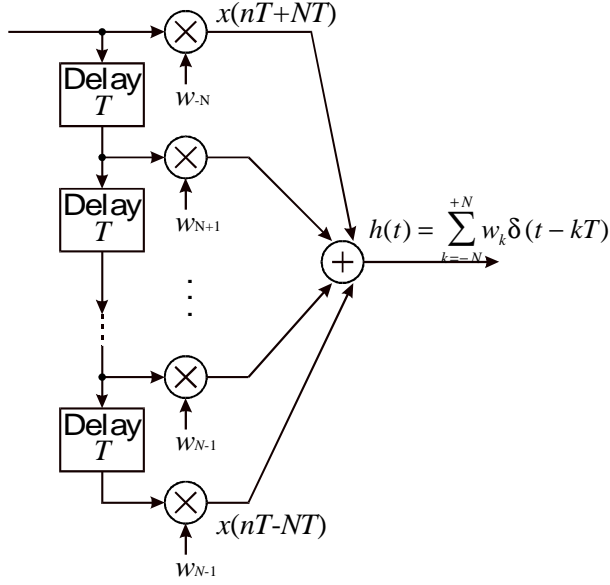 x(nT+NT)
Delay
T
w-N
Delay
T
wN+1
h(t) = +N ∑ k=-N wkδ(t − kT)
⋮
wN-1
Delay
T
x(nT-NT)
wN-1